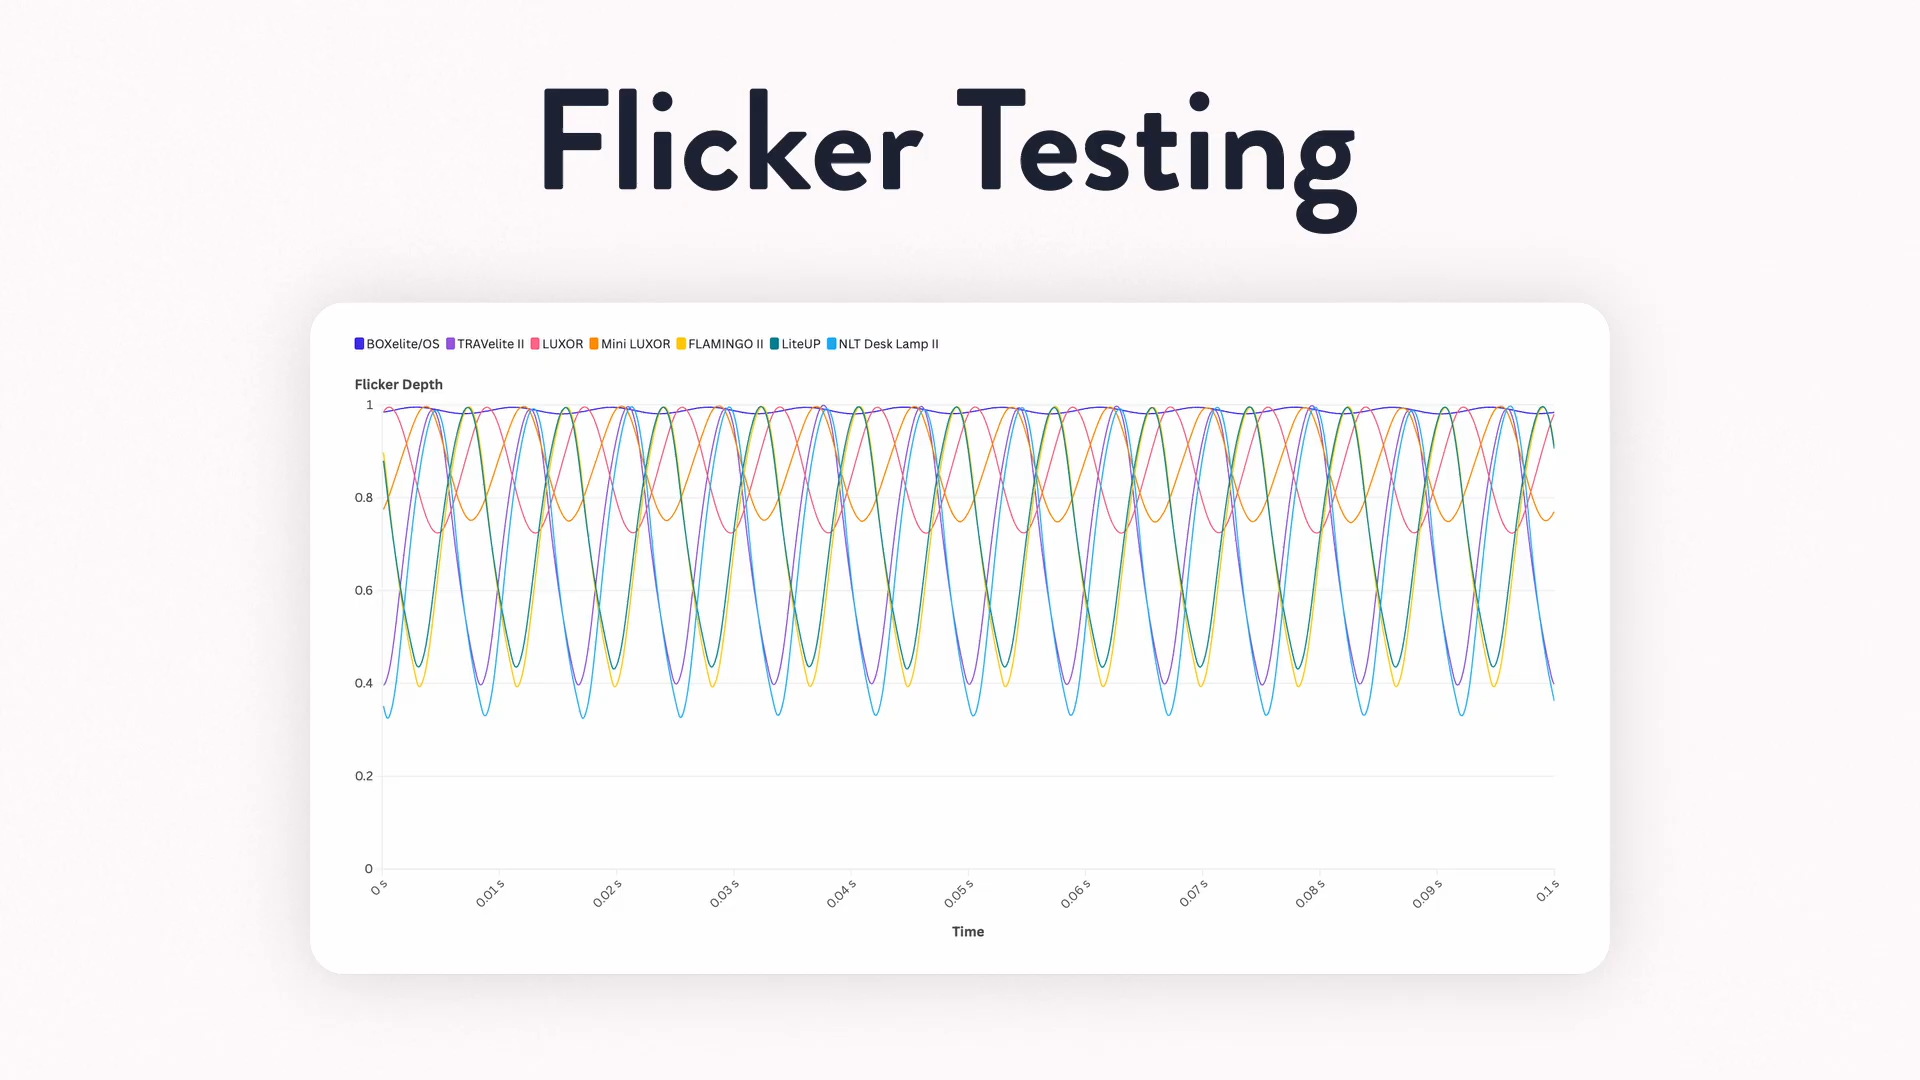 Flicker Testing
BOXelite/OS TRAVelite II LUXOR Mini LUXOR FLAMINGO II LiteUP NLT Desk Lamp II
Flicker Depth
1
0.8
0.6
0.4
0.2
0
0 s 0.01 s 0.02 s 0.03 s 0.04 s 0.05 s 0.06 s 0.07 s 0.08 s 0.09 s 0.1 s
Time